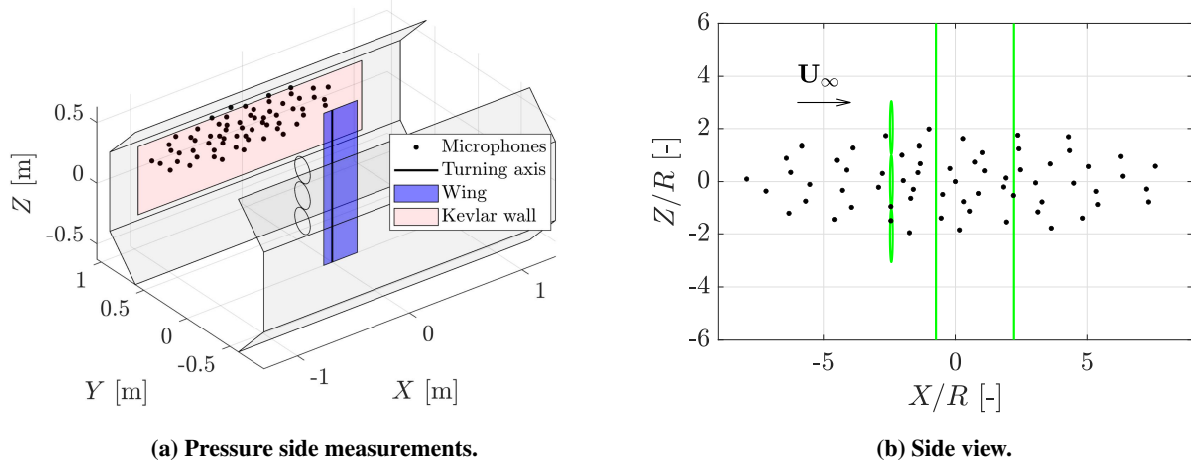 0.5
0
-0.5
Z [m]
1
0.5
0
-0.5
Y [m]
-1
0
1
X [m]
Microphones
Turning axis
Wing
Kevlar wall
(a) Pressure side measurements.
6
4
2
0
-2
-4
-6
Z/R [-]
U∞
-5
0
5
X/R [-]
(b) Side view.